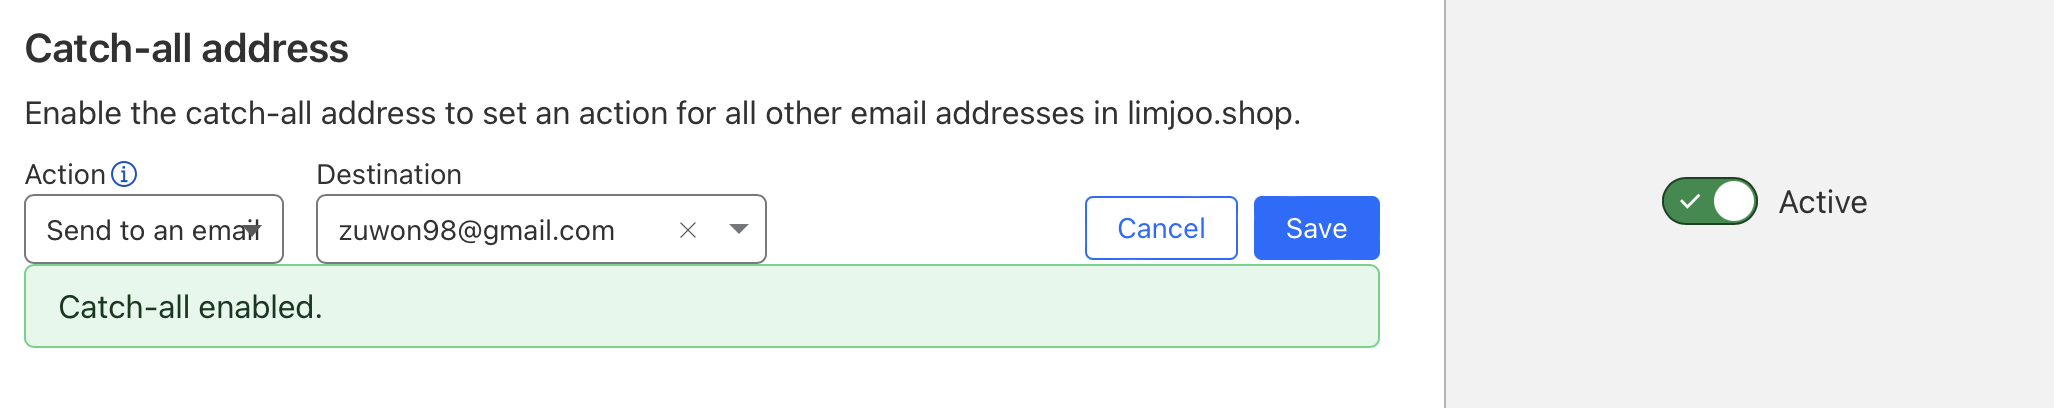 Catch-all address
Enable the catch-all address to set an action for all other email addresses in limjoo.shop.
Action
Destination
Send to an email
zuwon98@gmail.com
Cancel
Save
Active
Catch-all enabled.